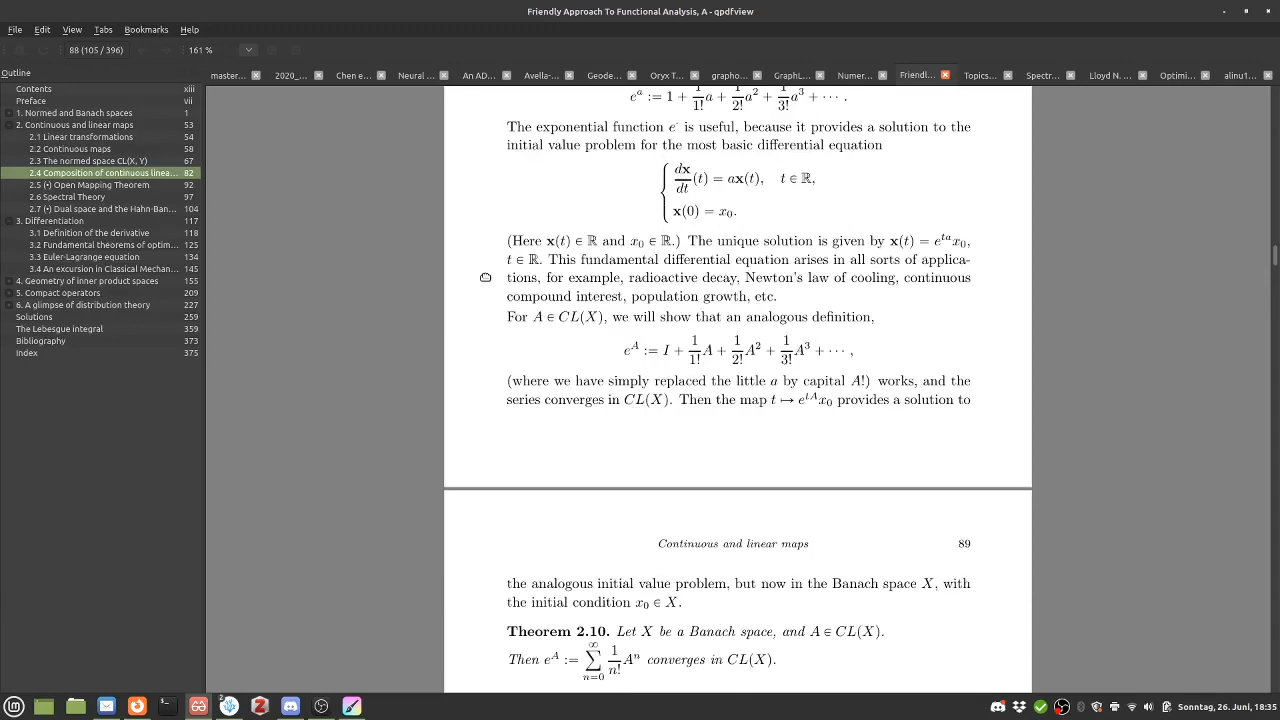 Friendly Approach To Functional Analysis, A - qpdfview
File Edit View Tabs Bookmarks Help
88 (105 / 396) 161 %
Outline
master... 2020_... Chen e... Neural ... An AD... Avella-... Geode... Oryx T... grapho... GraphL... Numer... Friendl... Topics... Spectr... Lloyd N. ... Optimi... alinu1...
Contents xiii
Preface vii
1. Normed and Banach spaces 1
2. Continuous and linear maps 53
2.1 Linear transformations 54
2.2 Continuous maps 58
2.3 The normed space CL(X, Y) 67
2.4 Composition of continuous linea... 82
2.5 (•) Open Mapping Theorem 92
2.6 Spectral Theory 97
2.7 (•) Dual space and the Hahn-Ban... 104
3. Differentiation 117
3.1 Definition of the derivative 118
3.2 Fundamental theorems of optim... 125
3.3 Euler-Lagrange equation 134
3.4 An excursion in Classical Mechan... 145
4. Geometry of inner product spaces 155
5. Compact operators 209
6. A glimpse of distribution theory 227
Solutions 259
The Lebesgue integral 359
Bibliography 373
Index 375
e^a := 1 + 1/1! a + 1/2! a² + 1/3! a³ + ··· .
The exponential function e^· is useful, because it provides a solution to the
initial value problem for the most basic differential equation
dx/dt (t) = ax(t), t ∈ ℝ,
x(0) = x₀.
(Here x(t) ∈ ℝ and x₀ ∈ ℝ.) The unique solution is given by x(t) = e^{ta}x₀,
t ∈ ℝ. This fundamental differential equation arises in all sorts of applica-
tions, for example, radioactive decay, Newton's law of cooling, continuous
compound interest, population growth, etc.
For A ∈ CL(X), we will show that an analogous definition,
e^A := I + 1/1! A + 1/2! A² + 1/3! A³ + ··· ,
(where we have simply replaced the little a by capital A!) works, and the
series converges in CL(X). Then the map t ↦ e^{tA}x₀ provides a solution to
Continuous and linear maps 89
the analogous initial value problem, but now in the Banach space X, with
the initial condition x₀ ∈ X.
Theorem 2.10. Let X be a Banach space, and A ∈ CL(X).
Then e^A := ∑_{n=0}^{∞} 1/n! A^n converges in CL(X).
2
Sonntag, 26. Juni, 18:35